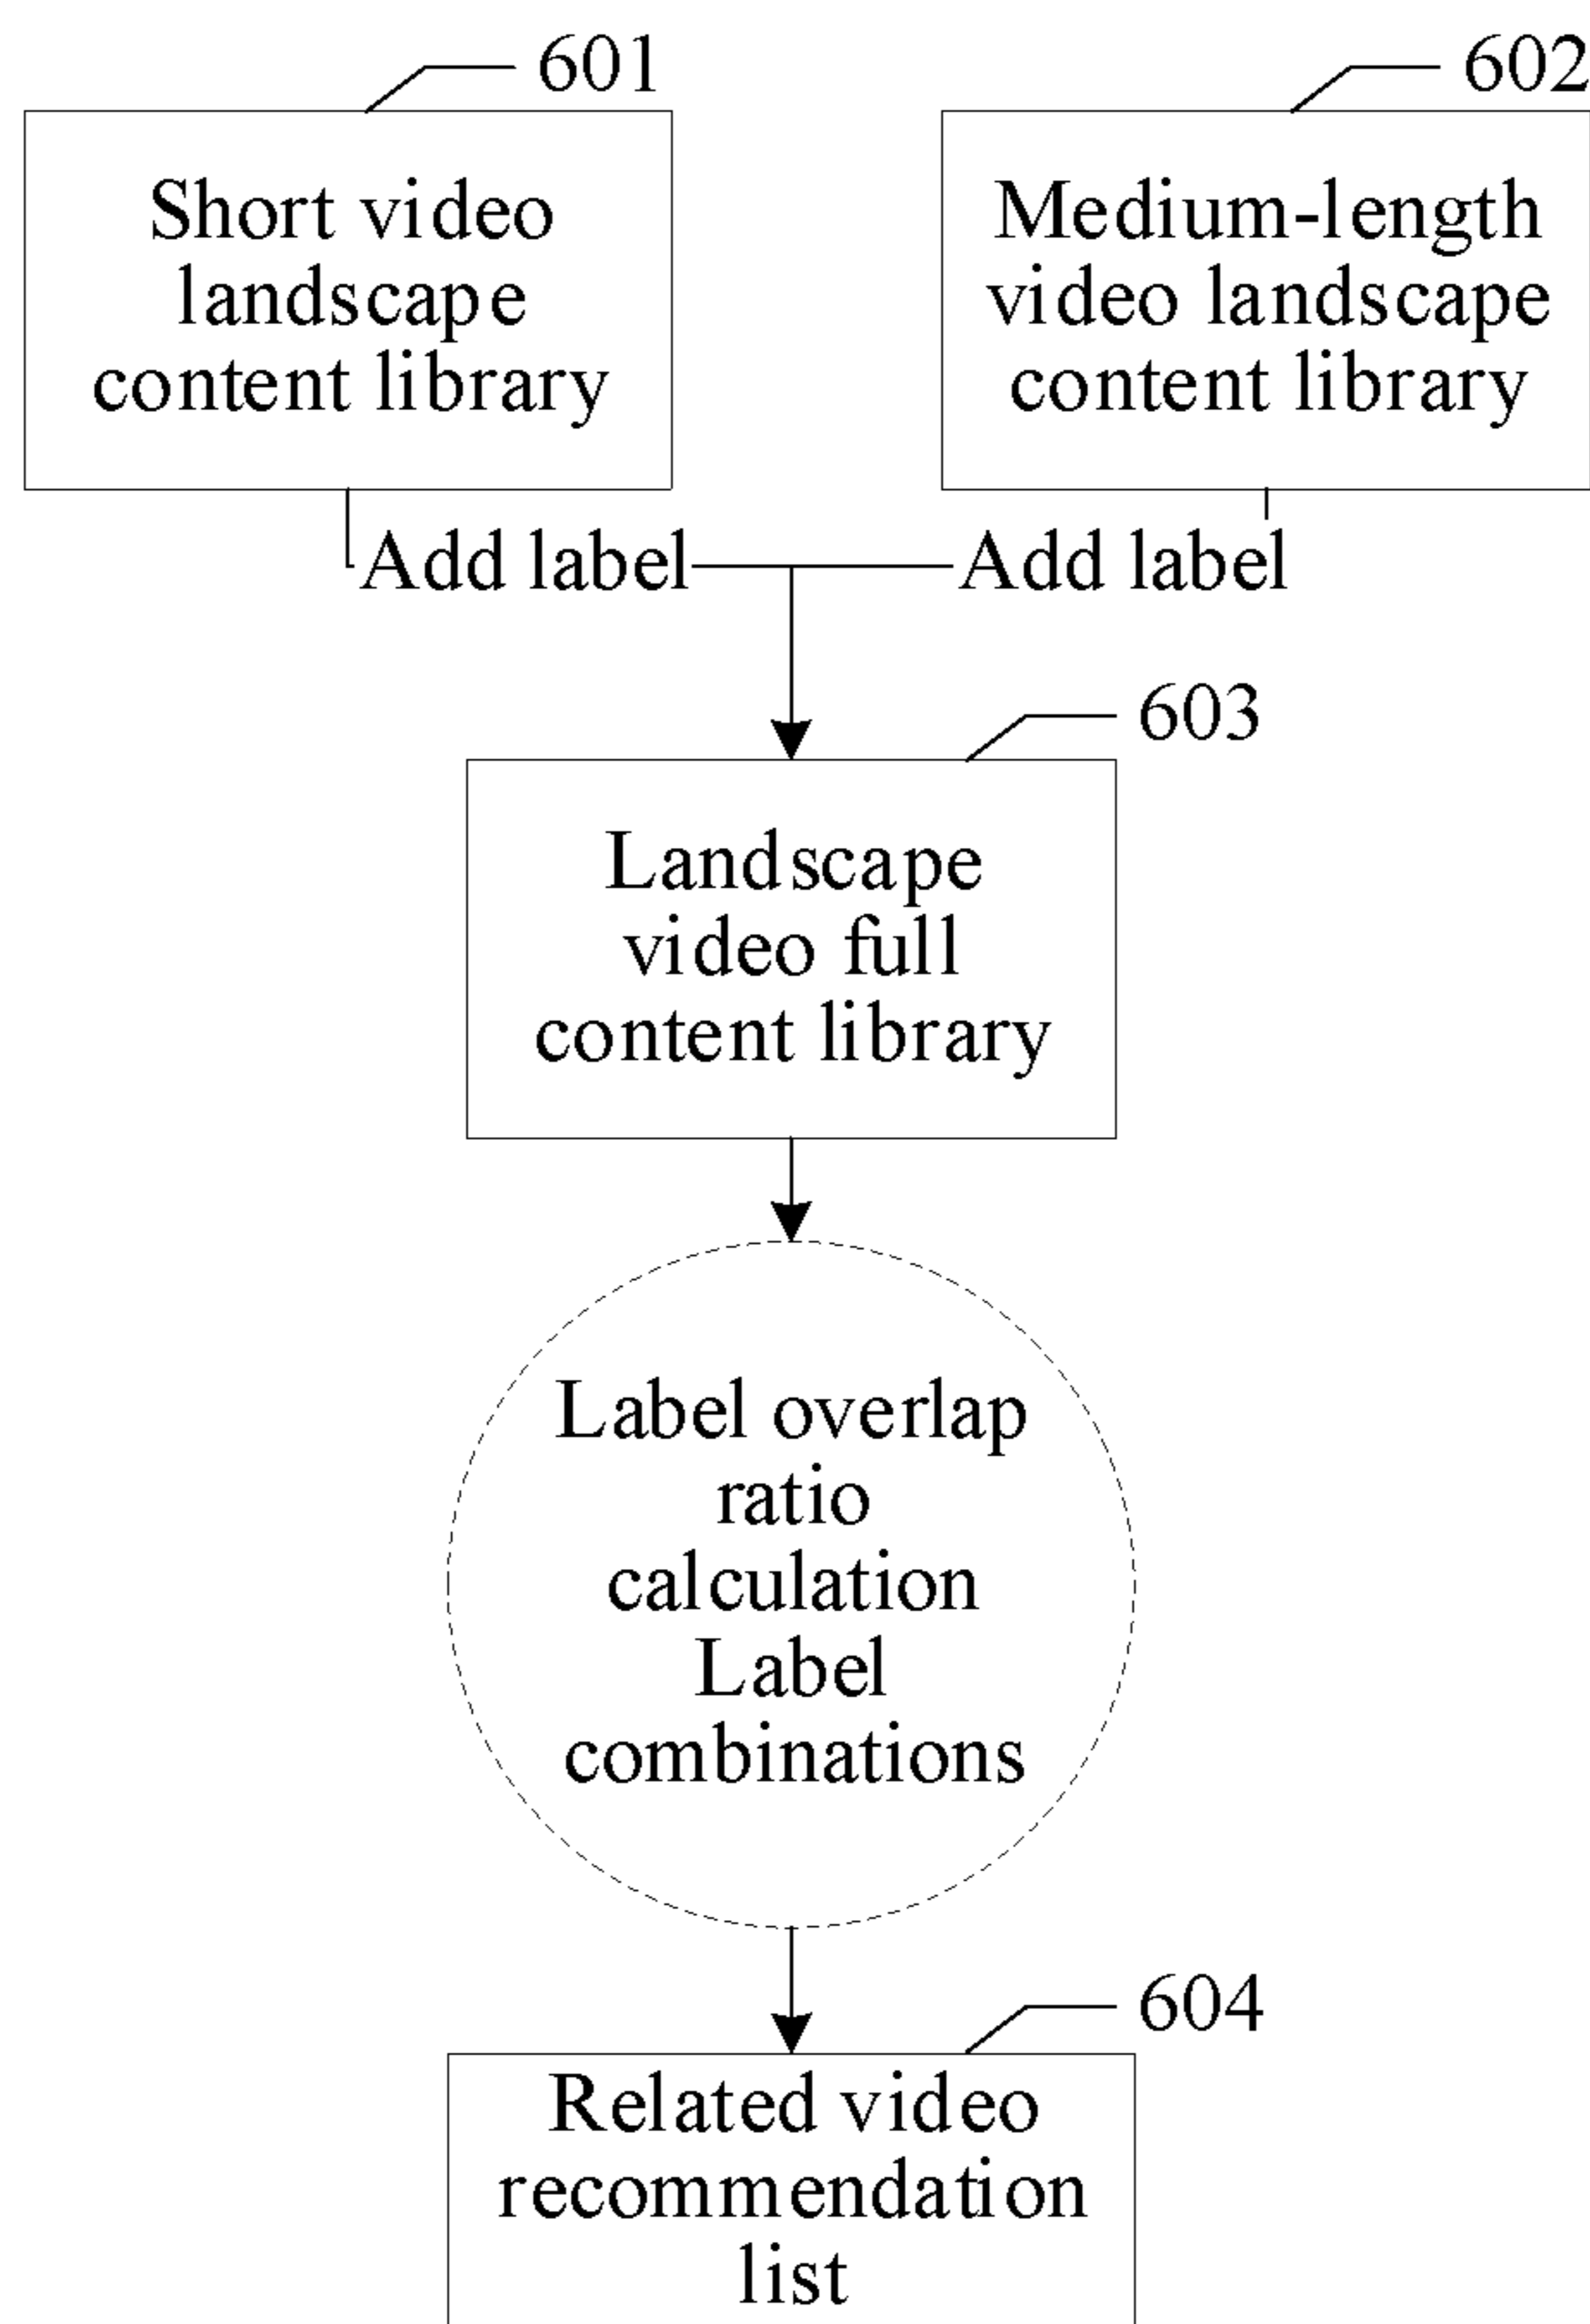 601
602
Short video
landscape
content library
Medium-length
video landscape
content library
Add label
Add label
603
Landscape
video full
content library
Label overlap
ratio
calculation
Label
combinations
604
Related video
recommendation
list